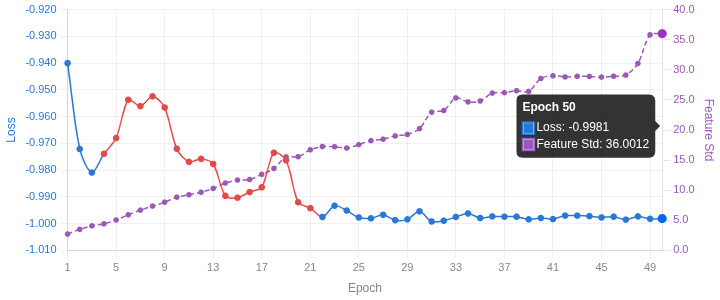 -0.920
-0.930
-0.940
-0.950
-0.960
-0.970
-0.980
-0.990
-1.000
-1.010
Loss
40.0
35.0
30.0
25.0
20.0
15.0
10.0
5.0
0.0
Feature Std
Epoch 50
Loss: -0.9981
Feature Std: 36.0012
1 5 9 13 17 21 25 29 33 37 41 45 49
Epoch